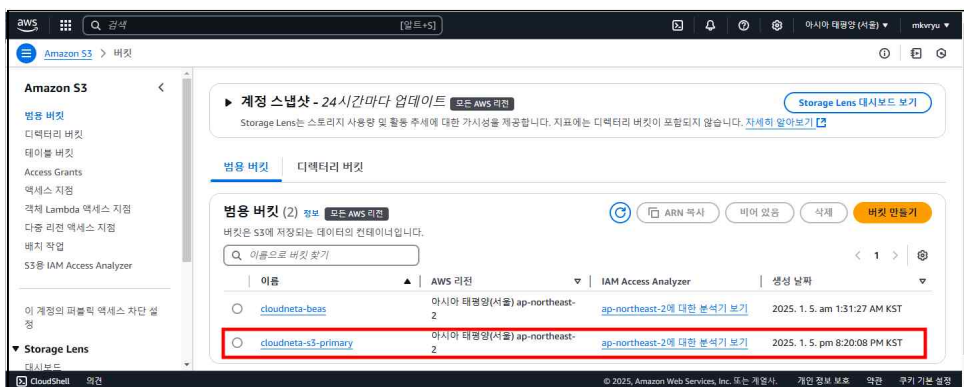 aws
검색
[알트+S]
아시아 태평양 (서울) ▼
mkvryu ▼
Amazon S3 > 버킷
Amazon S3
범용 버킷
디렉터리 버킷
테이블 버킷
Access Grants
액세스 지점
객체 Lambda 액세스 지점
다중 리전 액세스 지점
배치 작업
S3용 IAM Access Analyzer
이 계정의 퍼블릭 액세스 차단 설
정
▼ Storage Lens
대시보드
▶ 계정 스냅샷 - 24시간마다 업데이트 모든 AWS 리전
Storage Lens 대시보드 보기
Storage Lens는 스토리지 사용량 및 활동 추세에 대한 가시성을 제공합니다. 지표에는 디렉터리 버킷이 포함되지 않습니다. 자세히 알아보기
범용 버킷 디렉터리 버킷
범용 버킷 (2) 정보 모든 AWS 리전
ARN 복사 비어 있음 삭제 버킷 만들기
버킷은 S3에 저장되는 데이터의 컨테이너입니다.
이름으로 버킷 찾기
< 1 >
이름 ▲ AWS 리전 ▽ IAM Access Analyzer 생성 날짜 ▽
cloudneta-beas 아시아 태평양(서울) ap-northeast-
2 ap-northeast-2에 대한 분석기 보기 2025. 1. 5. am 1:31:27 AM KST
cloudneta-s3-primary 아시아 태평양(서울) ap-northeast-
2 ap-northeast-2에 대한 분석기 보기 2025. 1. 5. pm 8:20:08 PM KST
CloudShell 의견
© 2025, Amazon Web Services, Inc. 또는 계열사. 개인 정보 보호 약관 쿠키 기본 설정